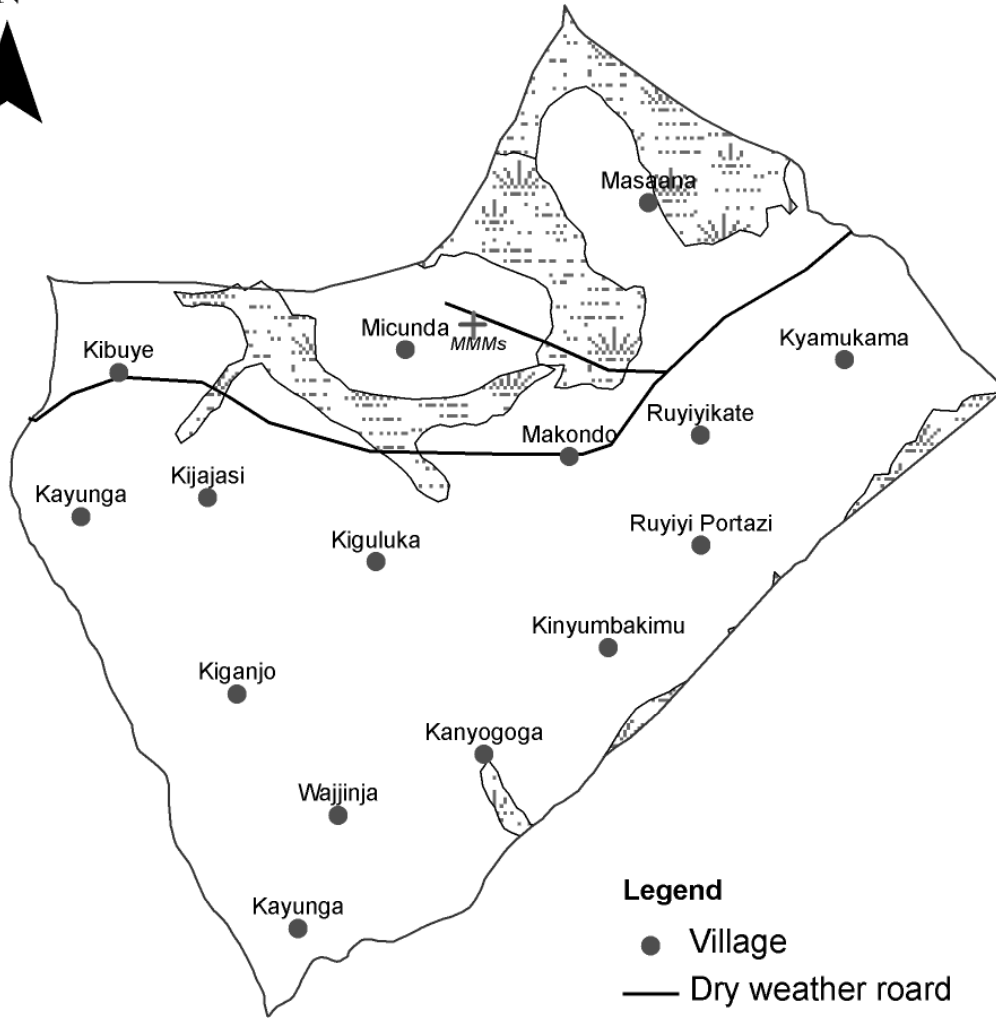 N
Masaana
Micunda
MMMs
Kyamukama
Kibuye
Ruyiyikate
Makondo
Kijajasi
Kayunga
Ruyiyi Portazi
Kiguluka
Kinyumbakimu
Kiganjo
Kanyogoga
Wajjinja
Kayunga
Legend
Village
Dry weather roard